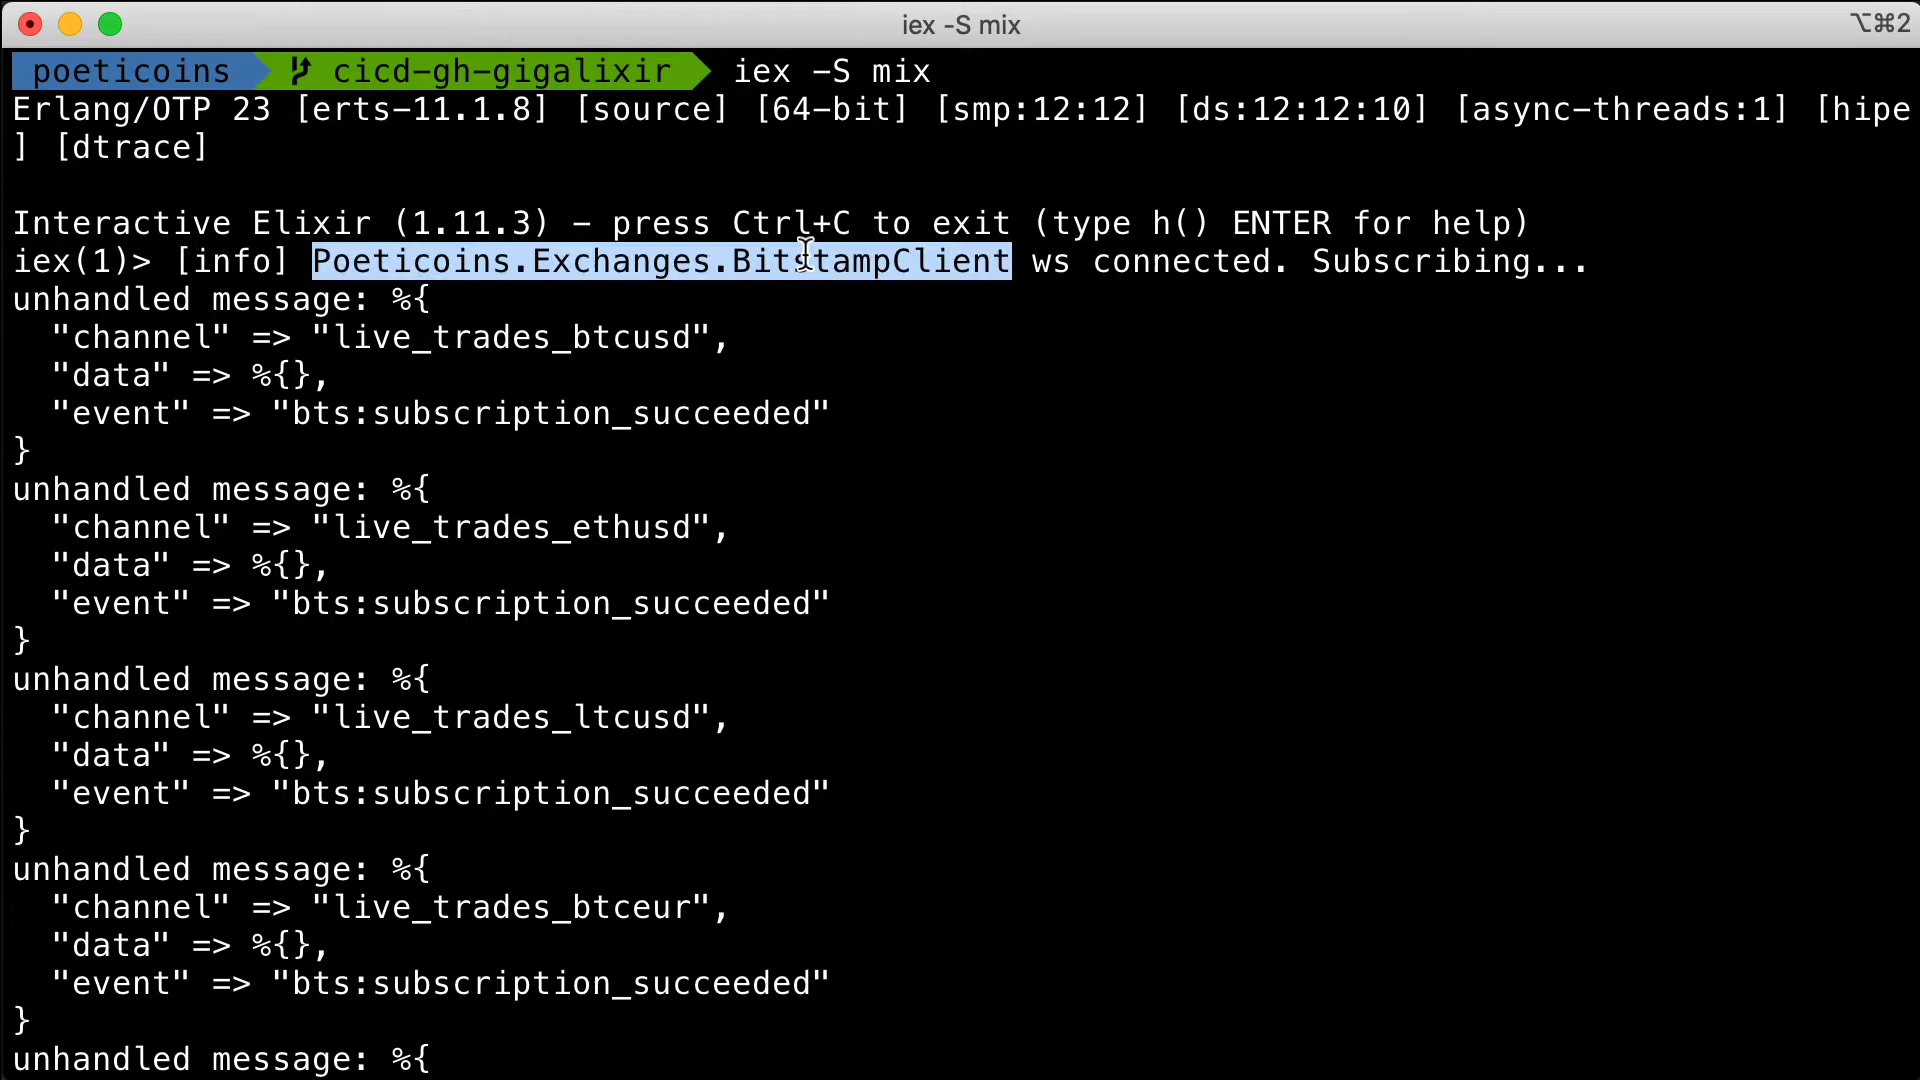 iex -S mix
⌥⌘2
poeticoins cicd-gh-gigalixir iex -S mix
Erlang/OTP 23 [erts-11.1.8] [source] [64-bit] [smp:12:12] [ds:12:12:10] [async-threads:1] [hipe
] [dtrace]
Interactive Elixir (1.11.3) - press Ctrl+C to exit (type h() ENTER for help)
iex(1)> [info] Poeticoins.Exchanges.BitstampClient ws connected. Subscribing...
unhandled message: %{
  "channel" => "live_trades_btcusd",
  "data" => %{},
  "event" => "bts:subscription_succeeded"
}
unhandled message: %{
  "channel" => "live_trades_ethusd",
  "data" => %{},
  "event" => "bts:subscription_succeeded"
}
unhandled message: %{
  "channel" => "live_trades_ltcusd",
  "data" => %{},
  "event" => "bts:subscription_succeeded"
}
unhandled message: %{
  "channel" => "live_trades_btceur",
  "data" => %{},
  "event" => "bts:subscription_succeeded"
}
unhandled message: %{